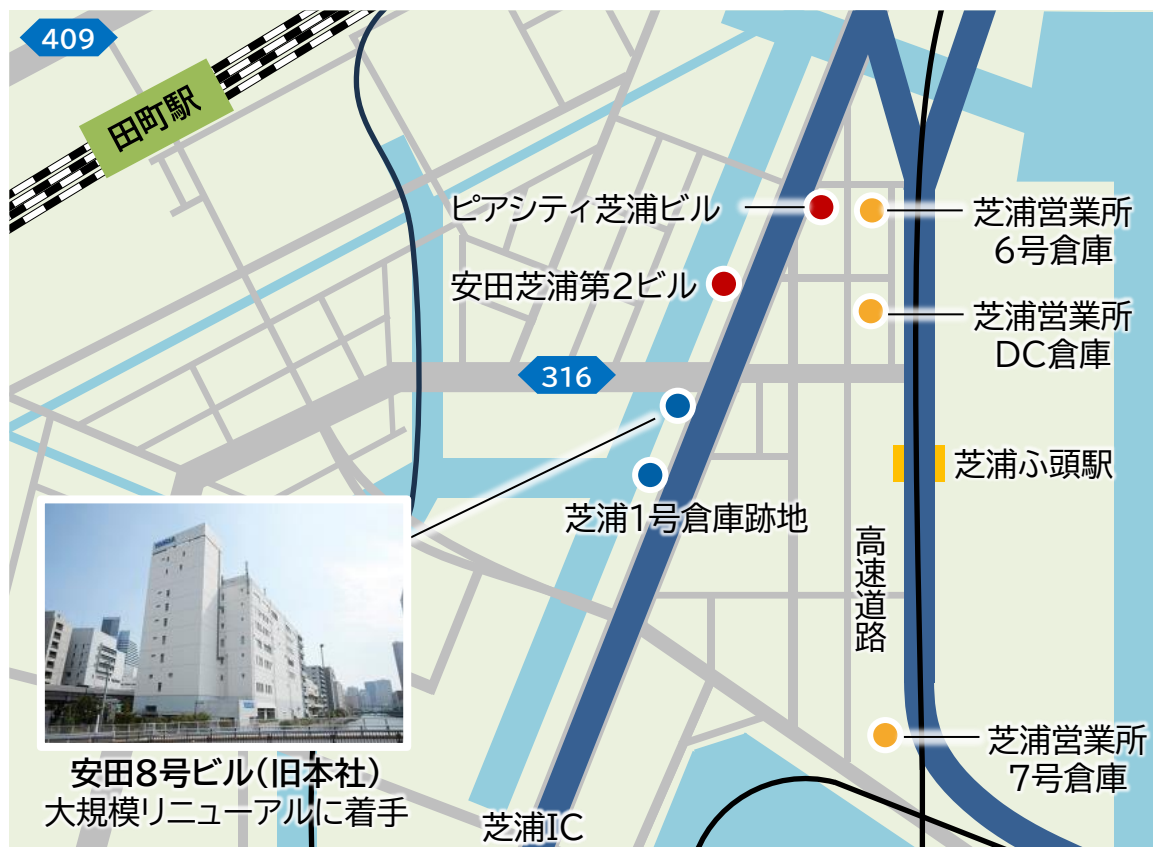 409
田町駅
ピアシティ芝浦ビル
芝浦営業所
6号倉庫
安田芝浦第2ビル
芝浦営業所
DC倉庫
316
芝浦ふ頭駅
芝浦1号倉庫跡地
高速道路
安田8号ビル(旧本社)
大規模リニューアルに着手
芝浦営業所
7号倉庫
芝浦IC